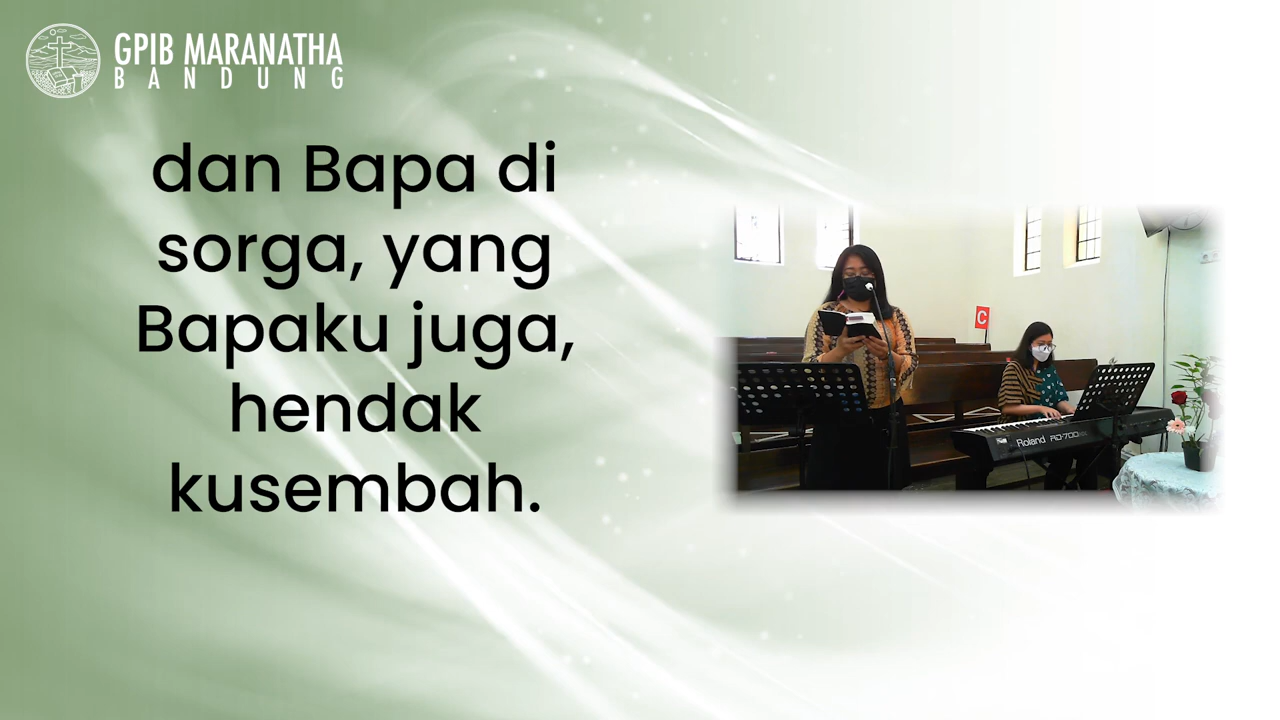 GPIB MARANATHA
BANDUNG
dan Bapa di
sorga, yang
Bapaku juga,
hendak
kusembah.
C
Roland RD-700